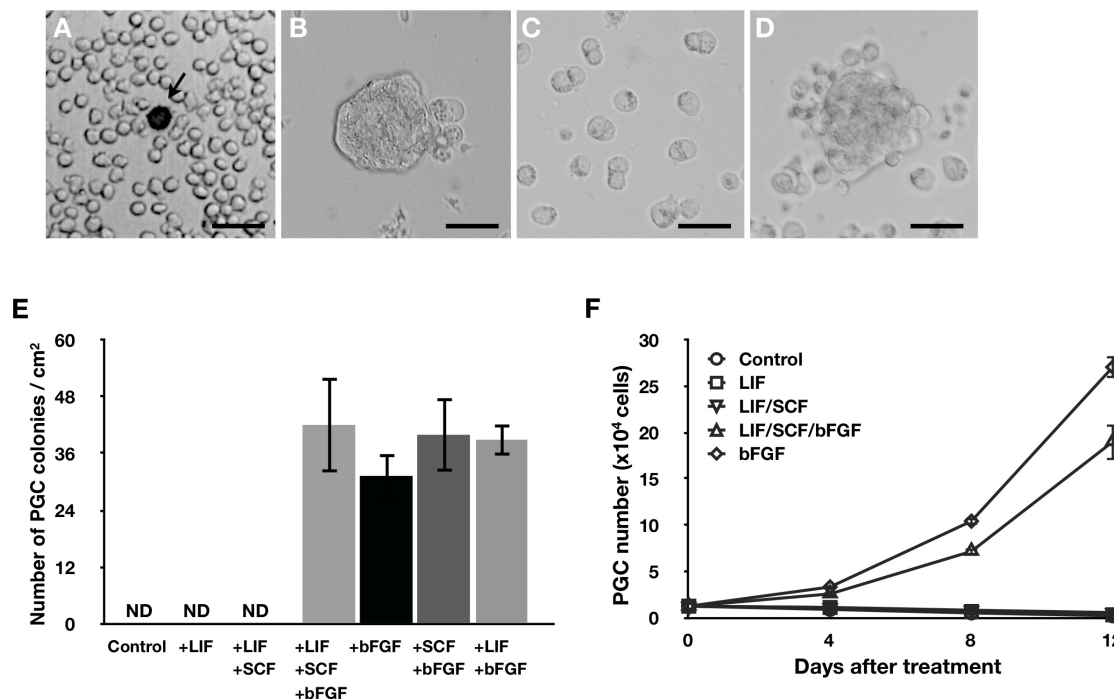 A
B
C
D
E
60
48
36
24
12
0
Number of PGC colonies / cm²
ND
ND
ND
Control
+LIF
+LIF
+SCF
+LIF
+SCF
+bFGF
+bFGF
+SCF
+bFGF
+LIF
+bFGF
F
30
25
20
15
10
5
0
PGC number (x10⁴ cells)
Control
LIF
LIF/SCF
LIF/SCF/bFGF
bFGF
0
4
8
12
Days after treatment